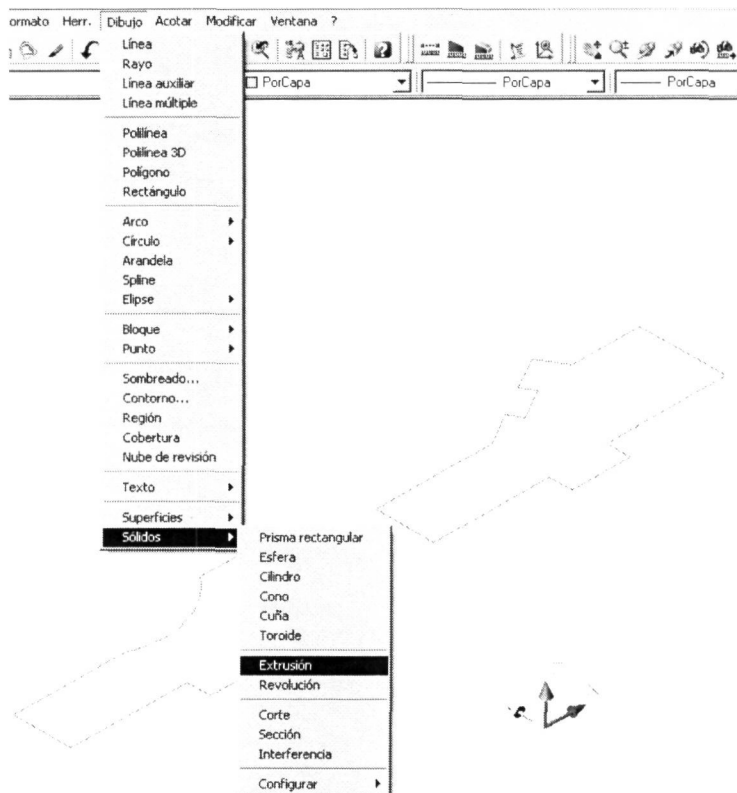 ormato Herr. Dibujo Acotar Modificar Ventana ?
PorCapa PorCapa PorCapa
Línea
Rayo
Línea auxiliar
Línea múltiple
Polilínea
Polilínea 3D
Polígono
Rectángulo
Arco
Círculo
Arandela
Spline
Elipse
Bloque
Punto
Sombreado...
Contorno...
Región
Cobertura
Nube de revisión
Texto
Superficies
Sólidos
Prisma rectangular
Esfera
Cilindro
Cono
Cuña
Toroide
Extrusión
Revolución
Corte
Sección
Interferencia
Configurar